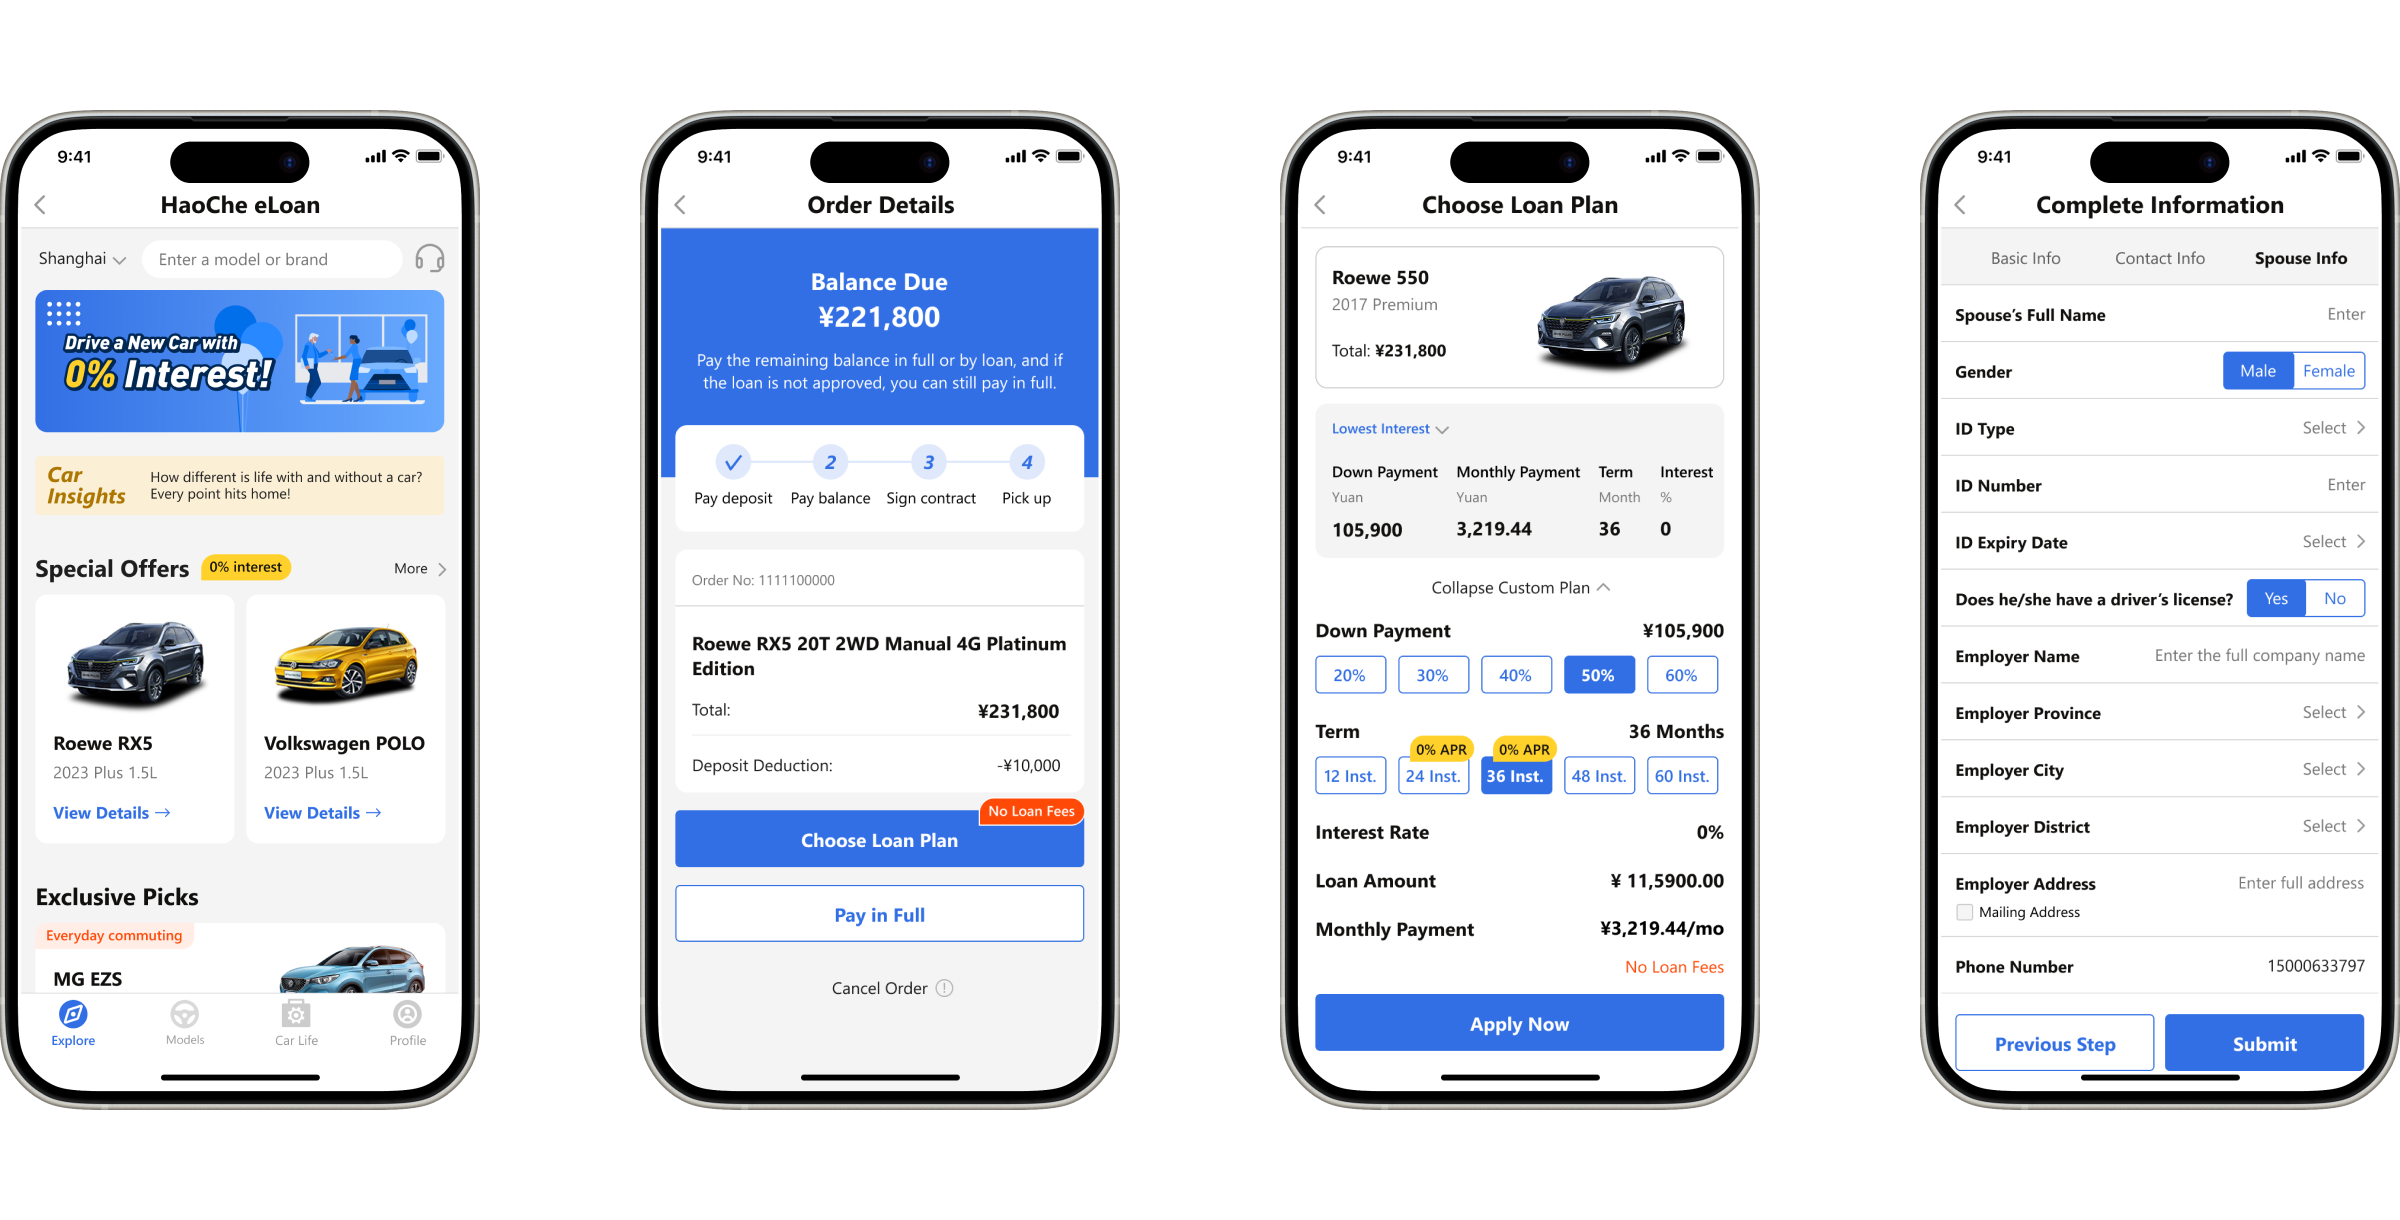 9:41
HaoChe eLoan
Shanghai
Enter a model or brand
Drive a New Car with
0% Interest!
Car
Insights
How different is life with and without a car?
Every point hits home!
Special Offers
0% interest
More
Roewe RX5
2023 Plus 1.5L
View Details →
Volkswagen POLO
2023 Plus 1.5L
View Details →
Exclusive Picks
Everyday commuting
MG EZS
Explore
Models
Car Life
Profile
9:41
Order Details
Balance Due
¥221,800
Pay the remaining balance in full or by loan, and if
the loan is not approved, you can still pay in full.
2
3
4
Pay deposit
Pay balance
Sign contract
Pick up
Order No: 1111100000
Roewe RX5 20T 2WD Manual 4G Platinum
Edition
Total:
¥231,800
Deposit Deduction:
-¥10,000
No Loan Fees
Choose Loan Plan
Pay in Full
Cancel Order
9:41
Choose Loan Plan
Roewe 550
2017 Premium
Total: ¥231,800
Lowest Interest
Down Payment Monthly Payment Term Interest
Yuan Yuan Month %
105,900 3,219.44 36 0
Collapse Custom Plan
Down Payment
¥105,900
20% 30% 40% 50% 60%
Term
36 Months
0% APR 0% APR
12 Inst. 24 Inst. 36 Inst. 48 Inst. 60 Inst.
Interest Rate
0%
Loan Amount
¥ 11,5900.00
Monthly Payment
¥3,219.44/mo
No Loan Fees
Apply Now
9:41
Complete Information
Basic Info Contact Info Spouse Info
Spouse's Full Name
Enter
Gender
Male Female
ID Type
Select
ID Number
Enter
ID Expiry Date
Select
Does he/she have a driver's license?
Yes No
Employer Name
Enter the full company name
Employer Province
Select
Employer City
Select
Employer District
Select
Employer Address
Enter full address
Mailing Address
Phone Number
15000633797
Previous Step
Submit